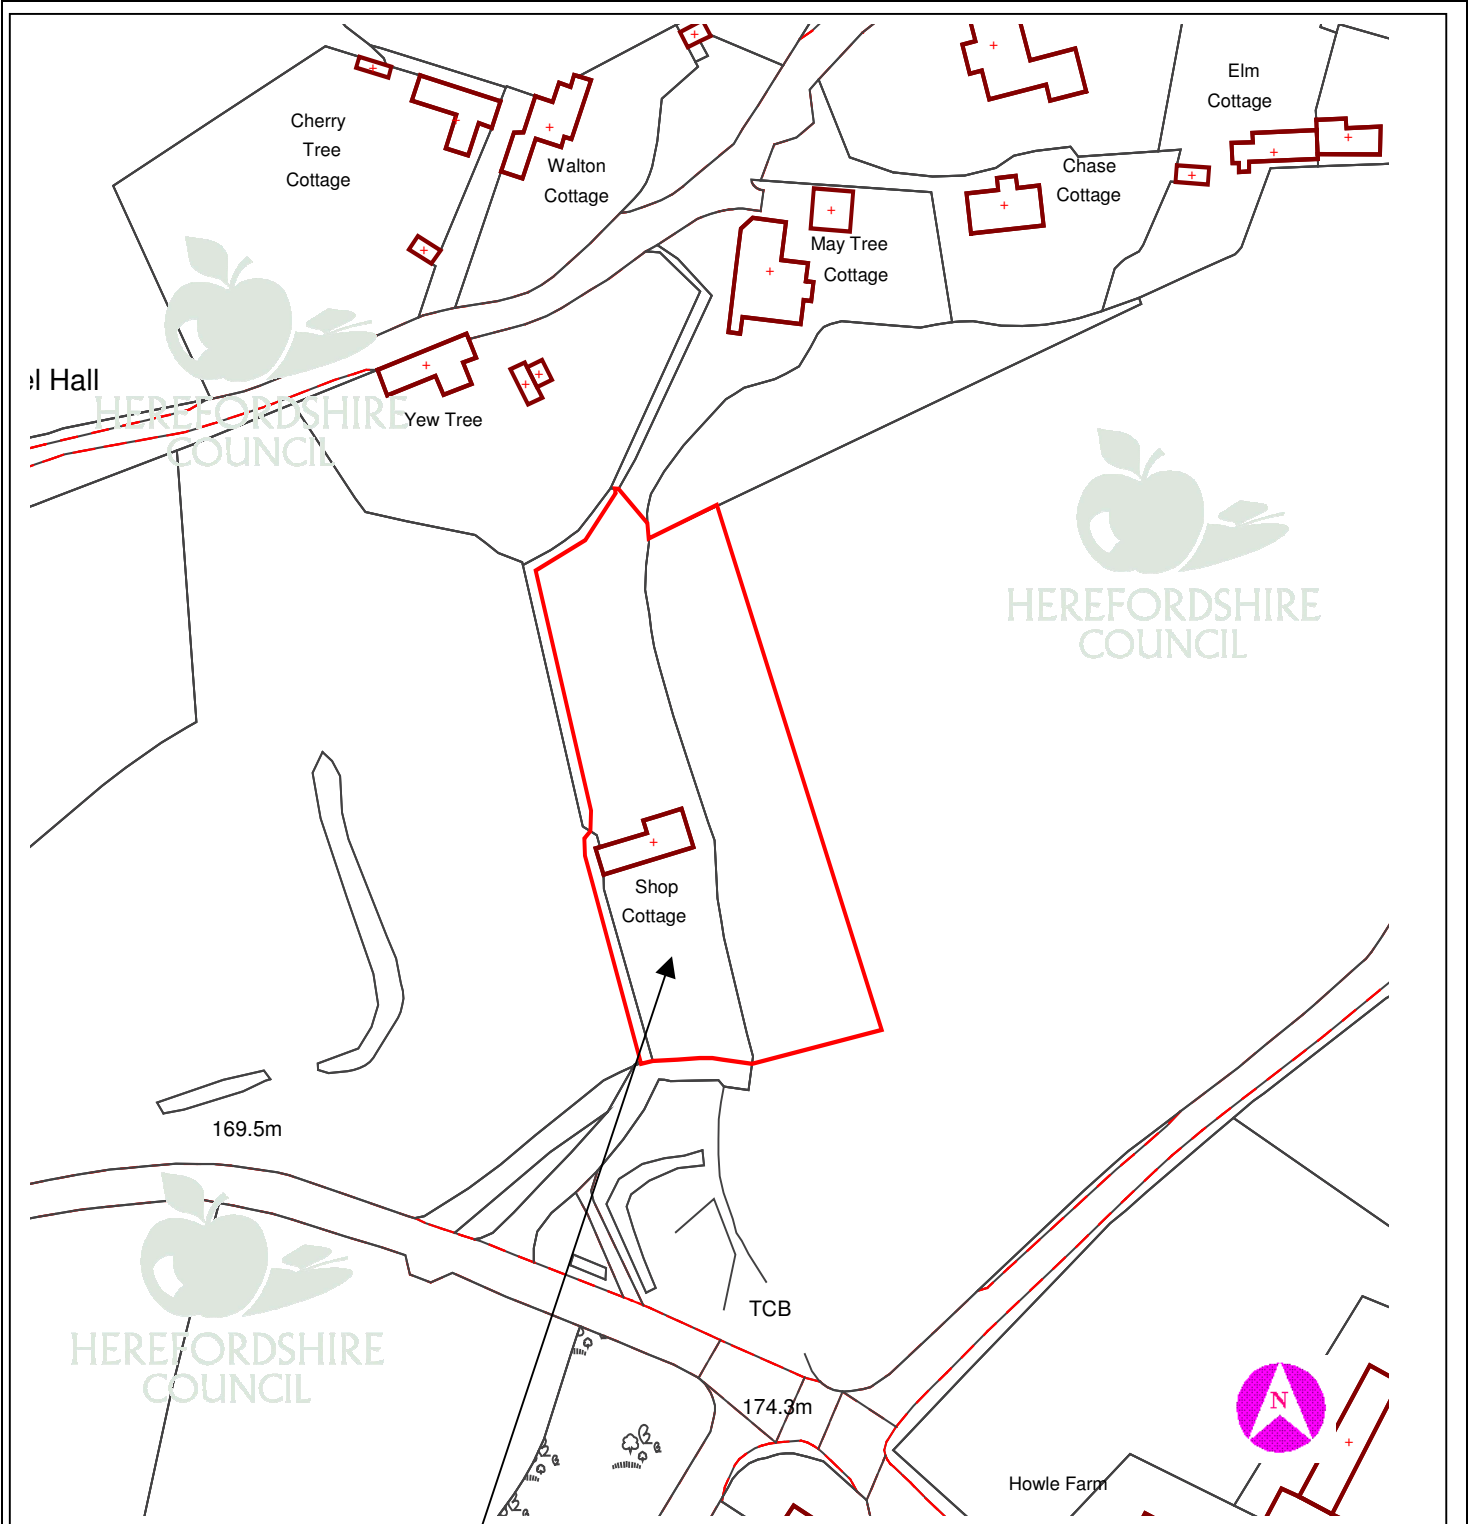 Elm
Cottage
Cherry
Tree
Cottage
Walton
Cottage
Chase
Cottage
May Tree
Cottage
l Hall
HEREFORDSHIRE
COUNCIL
Yew Tree
HEREFORDSHIRE
COUNCIL
Shop
Cottage
169.5m
TCB
HEREFORDSHIRE
COUNCIL
174.3m
N
Howle Farm